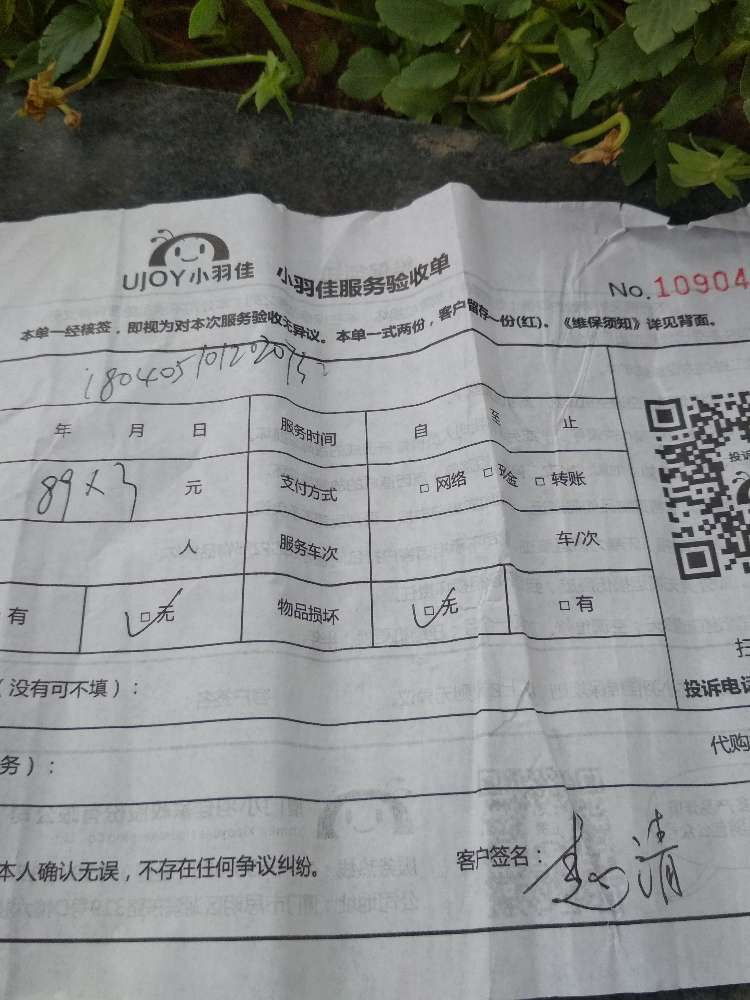 UJOY小羽佳 小羽佳服务验收单 No.10904
本单一经核签，即视为对本次服务验收无异议。本单一式两份，客户留存一份(红)。《维保须知》详见背面。
年 月 日 服务时间 自 至 止
89×3 元 支付方式 □网络 □现金 □转账
人 服务车次 车/次
有 □无 物品损坏 □无 □有
（没有可不填）：
投诉电话
务）：
代购
本人确认无误，不存在任何争议纠纷。 客户签名：